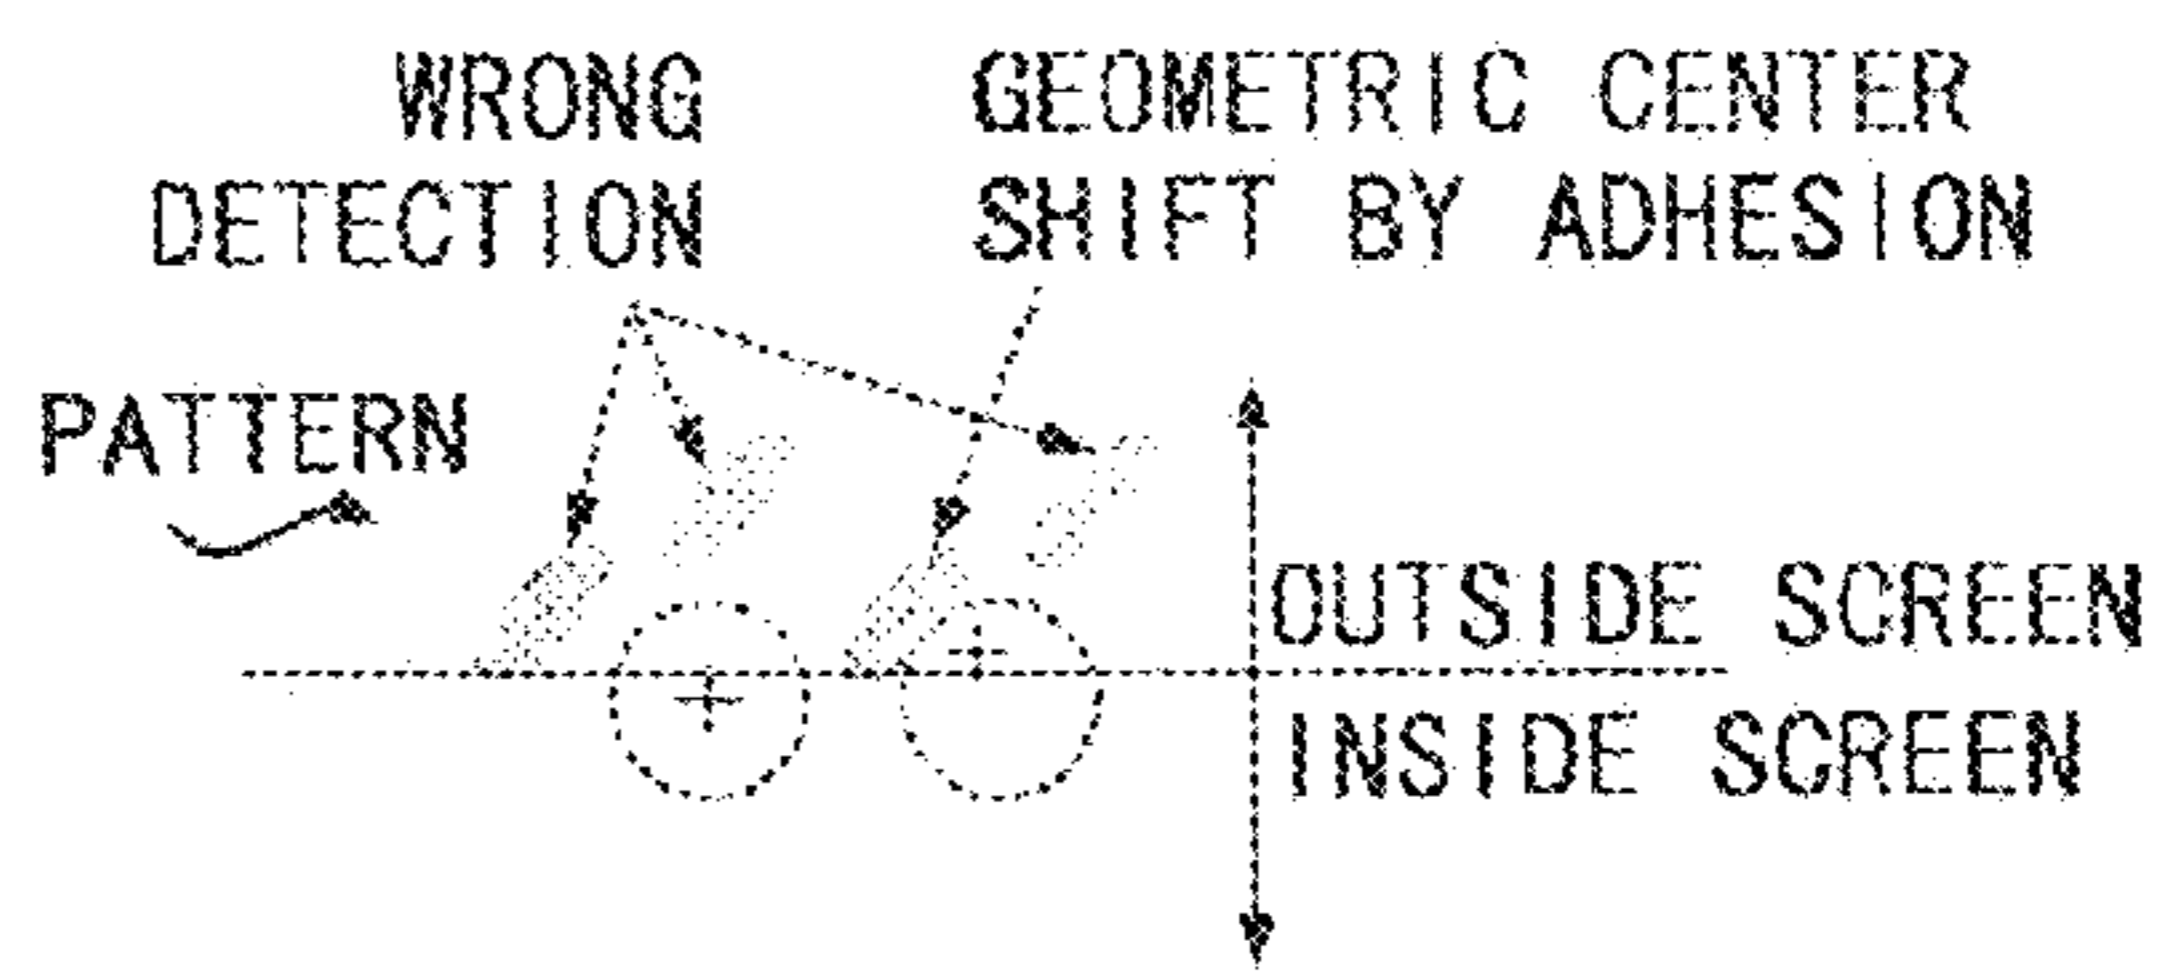 WRONG
DETECTION
GEOMETRIC CENTER
SHIFT BY ADHESION
PATTERN
OUTSIDE SCREEN
INSIDE SCREEN